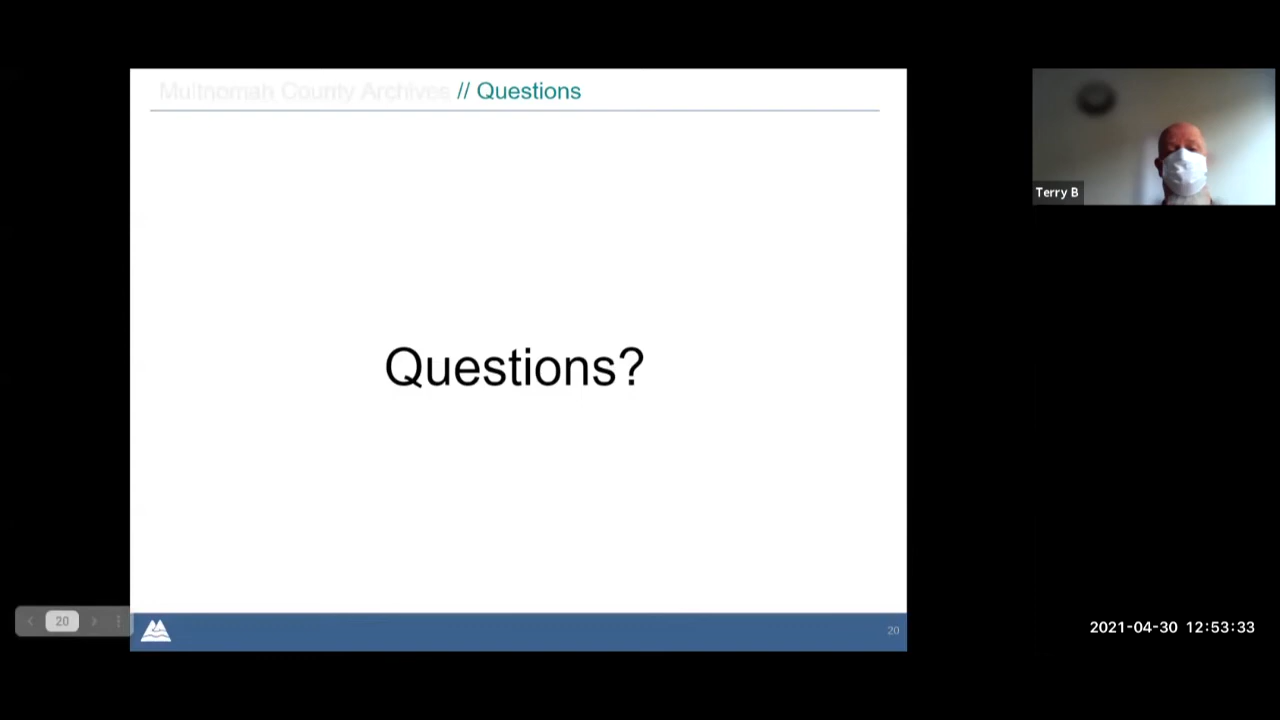 Multnomah County Archives // Questions
Terry B
Questions?
20
20
2021-04-30 12:53:33